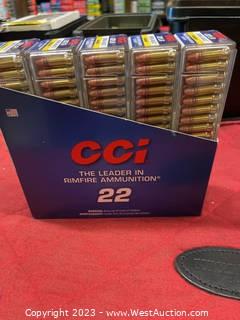 CCI
THE LEADER IN
RIMFIRE AMMUNITION®
22
Copyright © 2023 - www.WestAuction.com